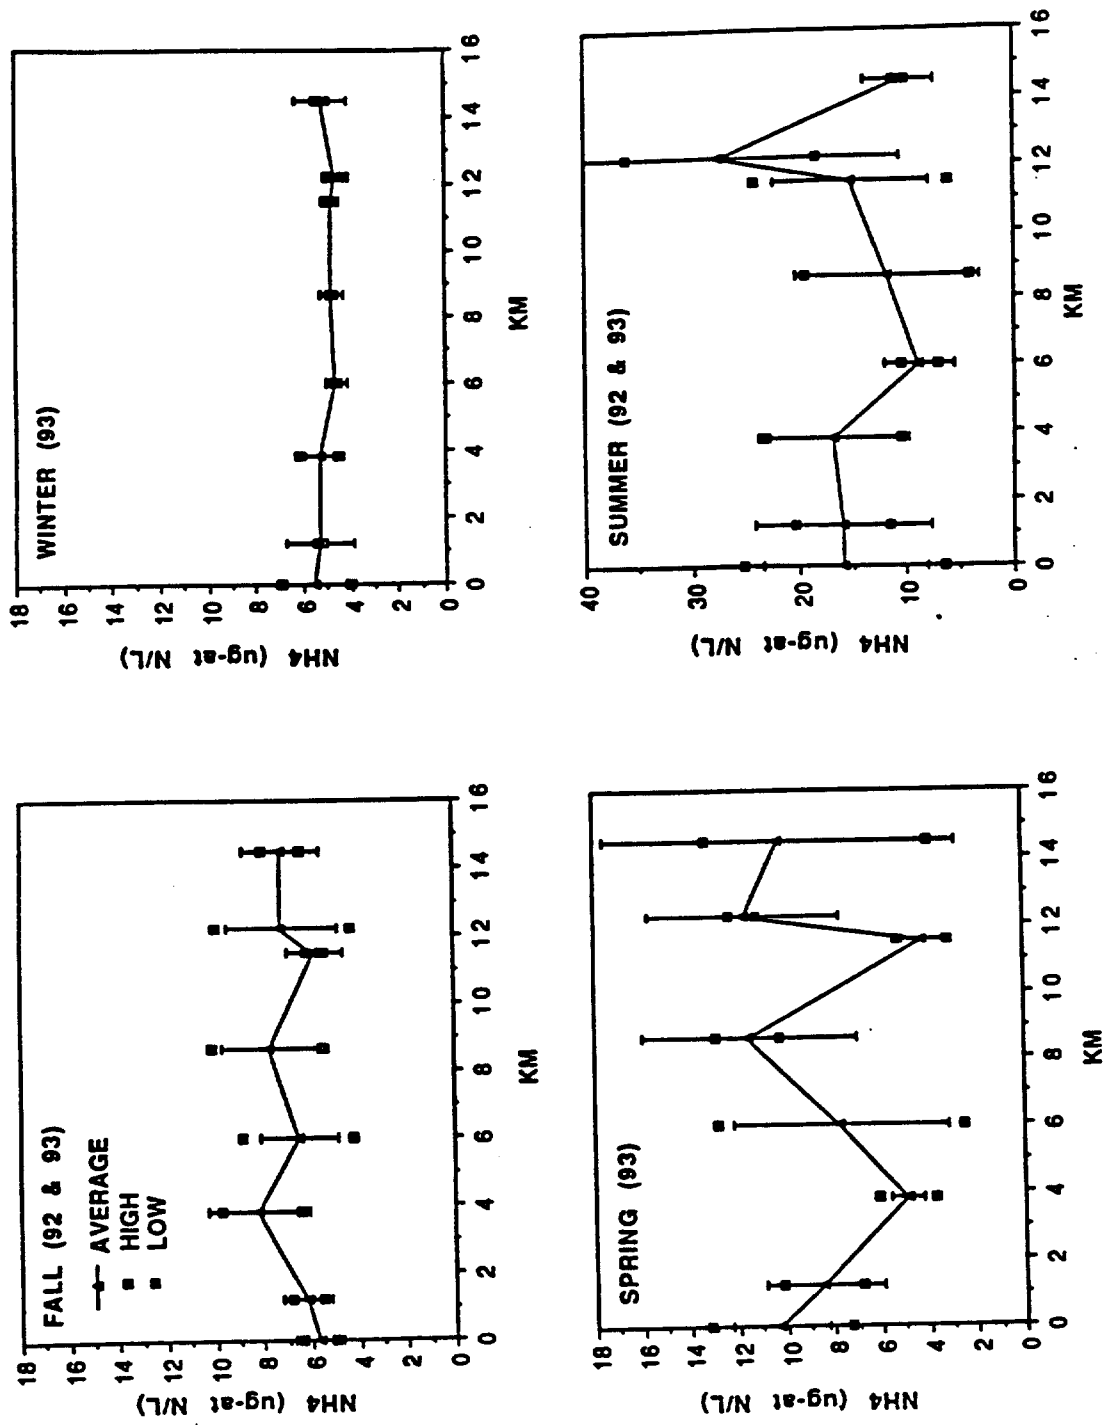 FALL (92 & 93)
AVERAGE
HIGH
LOW
NH4 (ug-at N/L)
18
16
14
12
10
8
6
4
2
0
0 2 4 6 8 10 12 14 16
KM
WINTER (93)
NH4 (ug-at N/L)
18
16
14
12
10
8
6
4
2
0
0 2 4 6 8 10 12 14 16
KM
SPRING (93)
NH4 (ug-at N/L)
18
16
14
12
10
8
6
4
2
0
0 2 4 6 8 10 12 14 16
KM
SUMMER (92 & 93)
NH4 (ug-at N/L)
40
30
20
10
0
0 2 4 6 8 10 12 14 16
KM